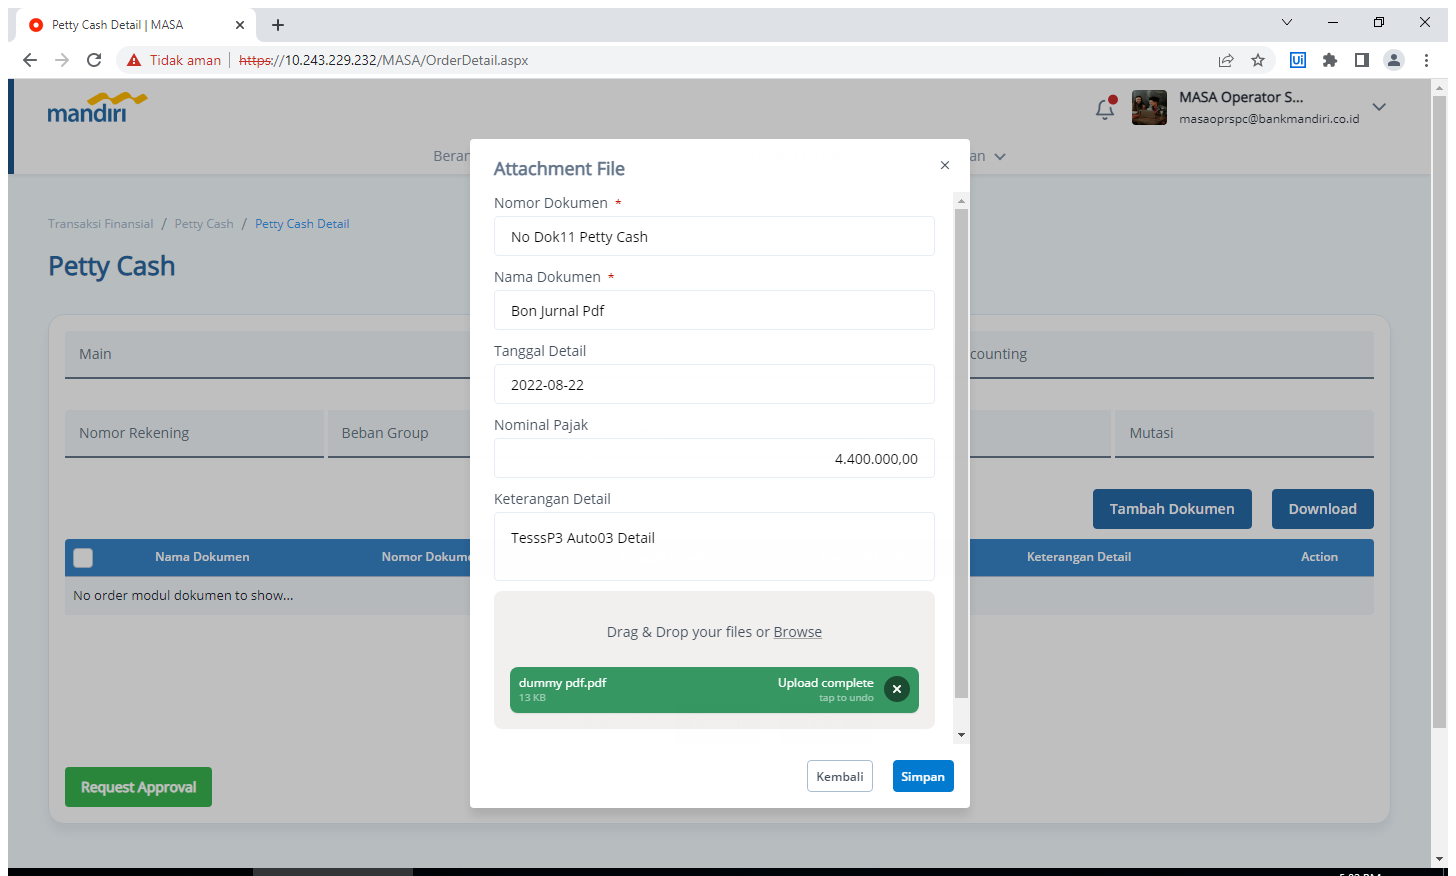 Petty Cash Detail | MASA
Tidak aman
https://10.243.229.232/MASA/OrderDetail.aspx
Ui
mandiri
MASA Operator S...
masaoprspc@bankmandiri.co.id
Transaksi Finansial / Petty Cash / Petty Cash Detail
Petty Cash
Main
Nomor Rekening
Beban Group
Mutasi
Tambah Dokumen
Download
Nama Dokumen
Keterangan Detail
Action
No order modul dokumen to show...
Request Approval
Attachment File
Nomor Dokumen *
No Dok11 Petty Cash
Nama Dokumen *
Bon Jurnal Pdf
Tanggal Detail
2022-08-22
Nominal Pajak
4.400.000,00
Keterangan Detail
TesssP3 Auto03 Detail
Drag & Drop your files or Browse
dummy pdf.pdf
13 KB
Upload complete
tap to undo
Kembali
Simpan